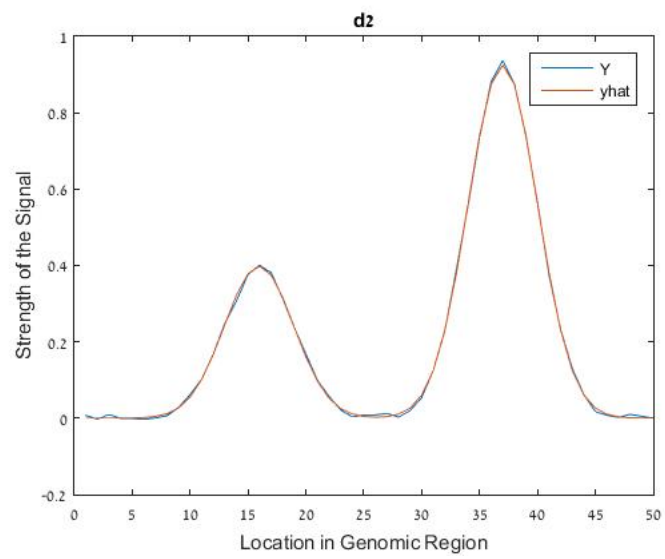 d2
1
0.8
0.6
0.4
0.2
0
-0.2
Y
yhat
Strength of the Signal
0 5 10 15 20 25 30 35 40 45 50
Location in Genomic Region